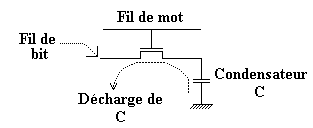 Fil de mot
Fil de
bit
Condensateur
C
Décharge de
C